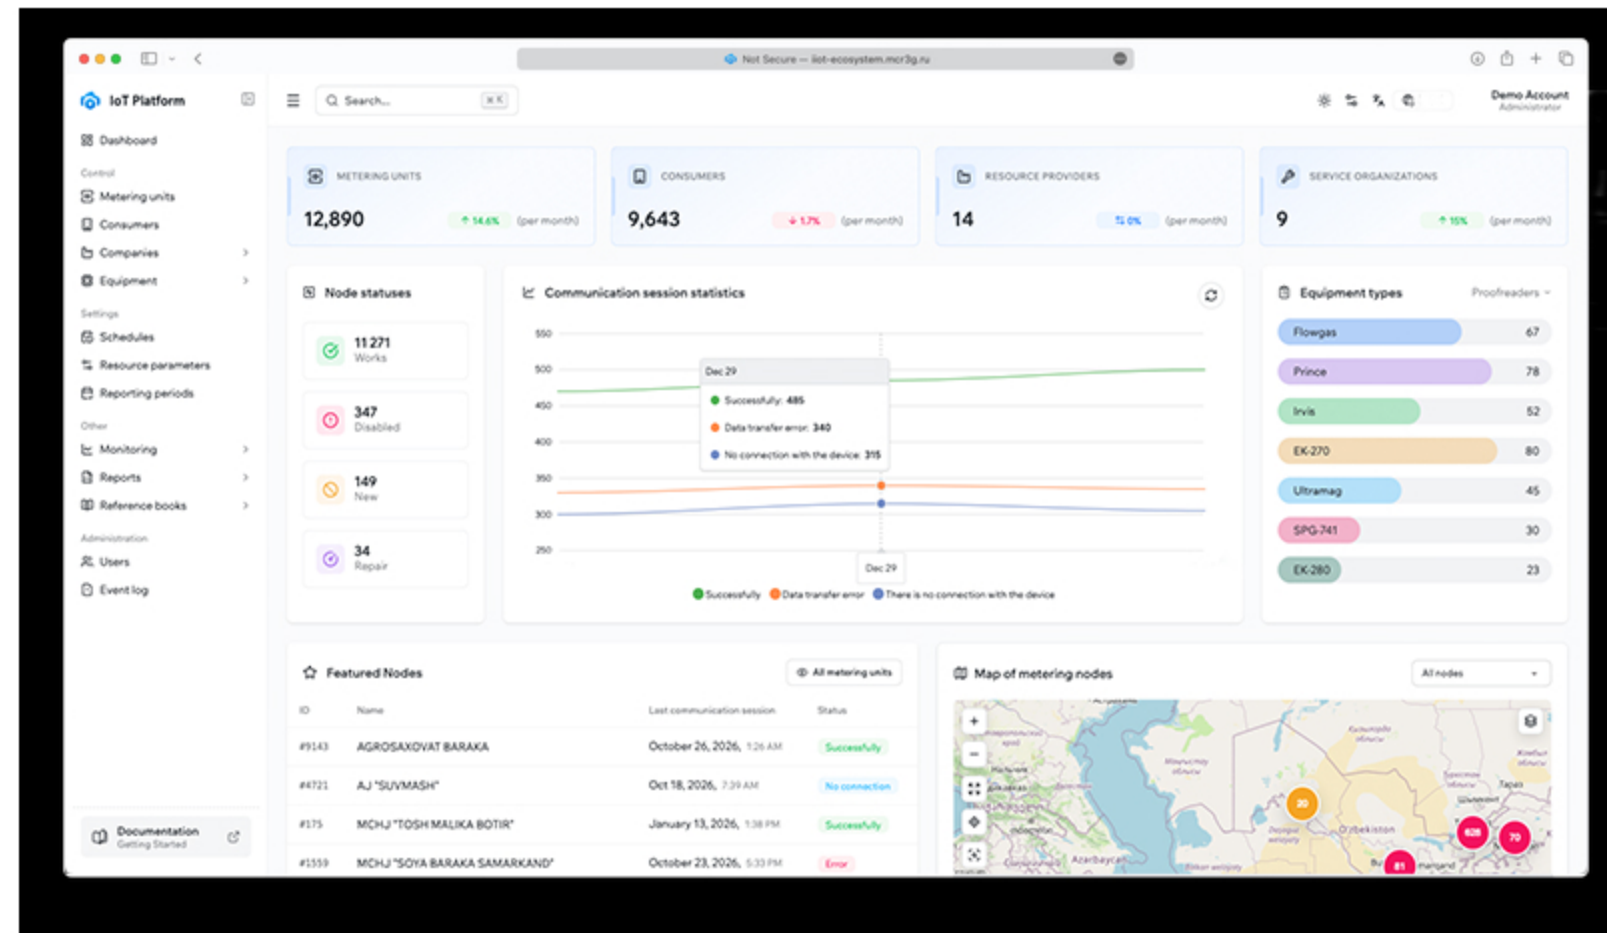 Not Secure — iiot-ecosystem.mcr3g.ru
IoT Platform
Search...
⌘ K
Demo Account
Administrator
Dashboard
Control
Metering units
Consumers
Companies
Equipment
Settings
Schedules
Resource parameters
Reporting periods
Other
Monitoring
Reports
Reference books
Administration
Users
Event log
Documentation
Getting Started
METERING UNITS
12,890
14.6% (per month)
CONSUMERS
9,643
1.7% (per month)
RESOURCE PROVIDERS
14
0% (per month)
SERVICE ORGANIZATIONS
9
15% (per month)
Node statuses
11 271
Works
347
Disabled
149
New
34
Repair
Communication session statistics
550
500
450
400
350
300
250
Dec 29
Successfully: 485
Data transfer error: 340
No connection with the device: 315
Dec 29
Successfully
Data transfer error
There is no connection with the device
Equipment types
Proofreaders
Flowgas 67
Prince 78
Irvis 52
EK-270 80
Ultramag 45
SPG-741 30
EK-280 23
Featured Nodes
All metering units
ID Name Last communication session Status
#9143 AGROSAXOVAT BARAKA October 26, 2026, 1:26 AM Successfully
#4721 AJ "SUVMASH" Oct 18, 2026, 7:39 AM No connection
#175 MCHJ "TOSH MALIKA BOTIR" January 13, 2026, 1:38 PM Successfully
#1559 MCHJ "SOYA BARAKA SAMARKAND" October 23, 2026, 5:33 PM Error
Map of metering nodes
All nodes
Тараз
Шымкент
20
O'zbekiston
628
70
81
Azərbaycan